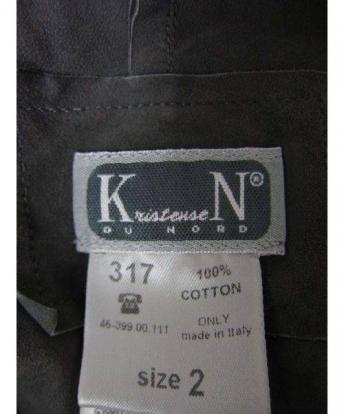 KristenseN®
DU NORD
317
100%
COTTON
☎
46-399.00.111
ONLY
made in Italy
size 2